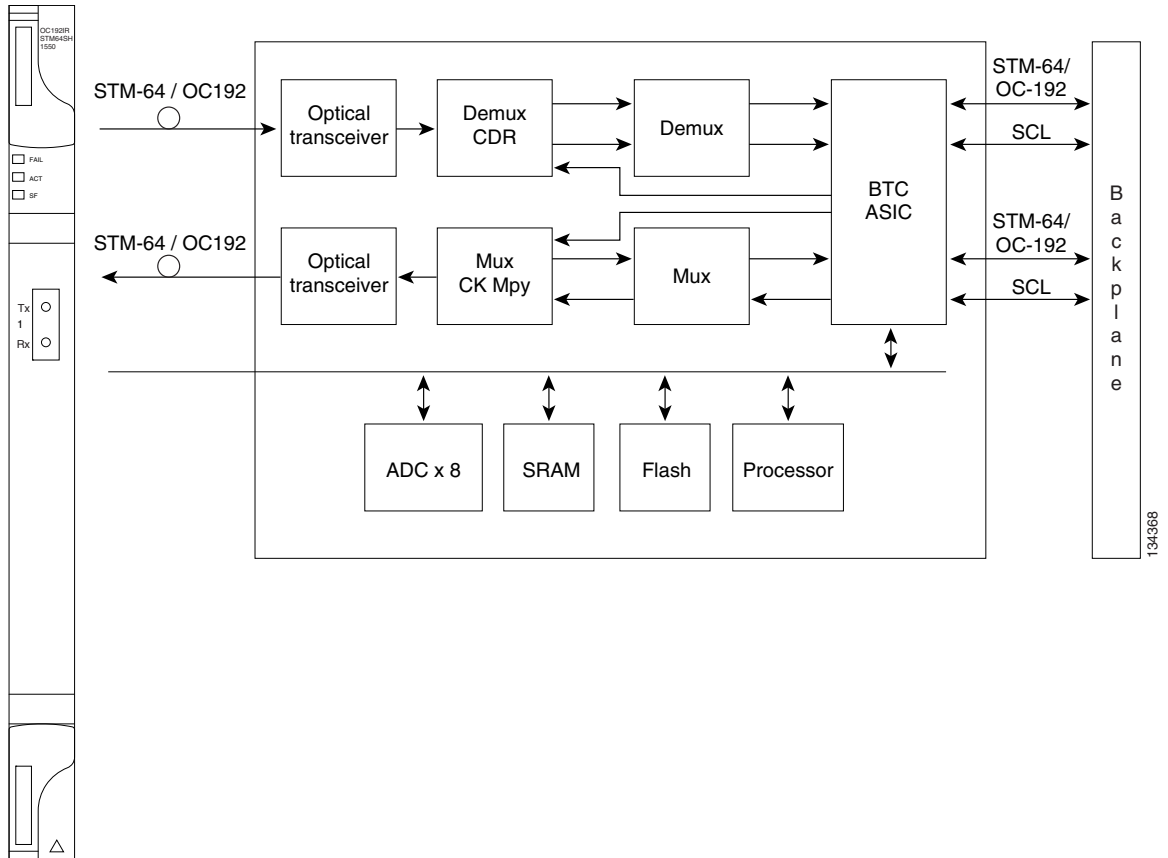 OC192IR
STM64SH
1550
FAIL
ACT
SF
Tx
1
Rx
STM-64 / OC192
Optical
transceiver
Demux
CDR
Demux
BTC
ASIC
STM-64/
OC-192
SCL
STM-64 / OC192
Optical
transceiver
Mux
CK Mpy
Mux
STM-64/
OC-192
SCL
ADC x 8
SRAM
Flash
Processor
Backplane
134368